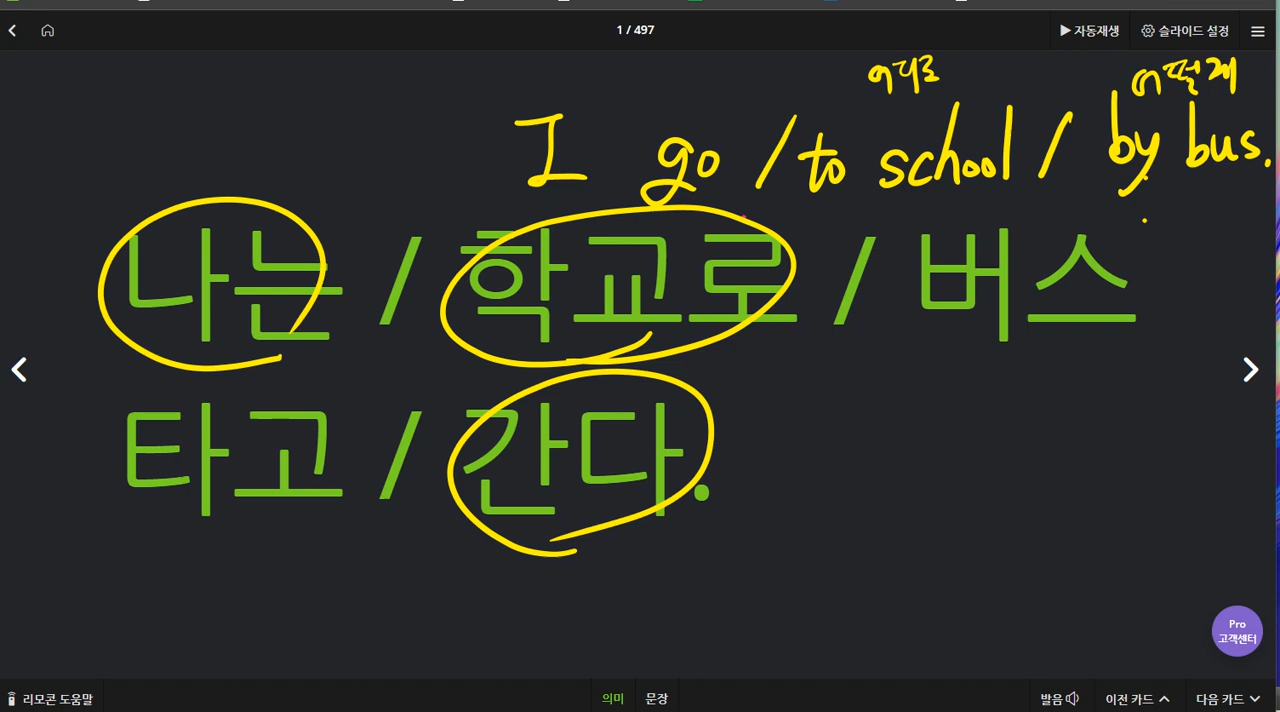 1 / 497
자동재생
슬라이드 설정
어디로 어떻게
I go / to school / by bus.
나는 / 학교로 / 버스
타고 / 간다.
Pro
고객센터
리모콘 도움말
의미
문장
발음
이전 카드
다음 카드